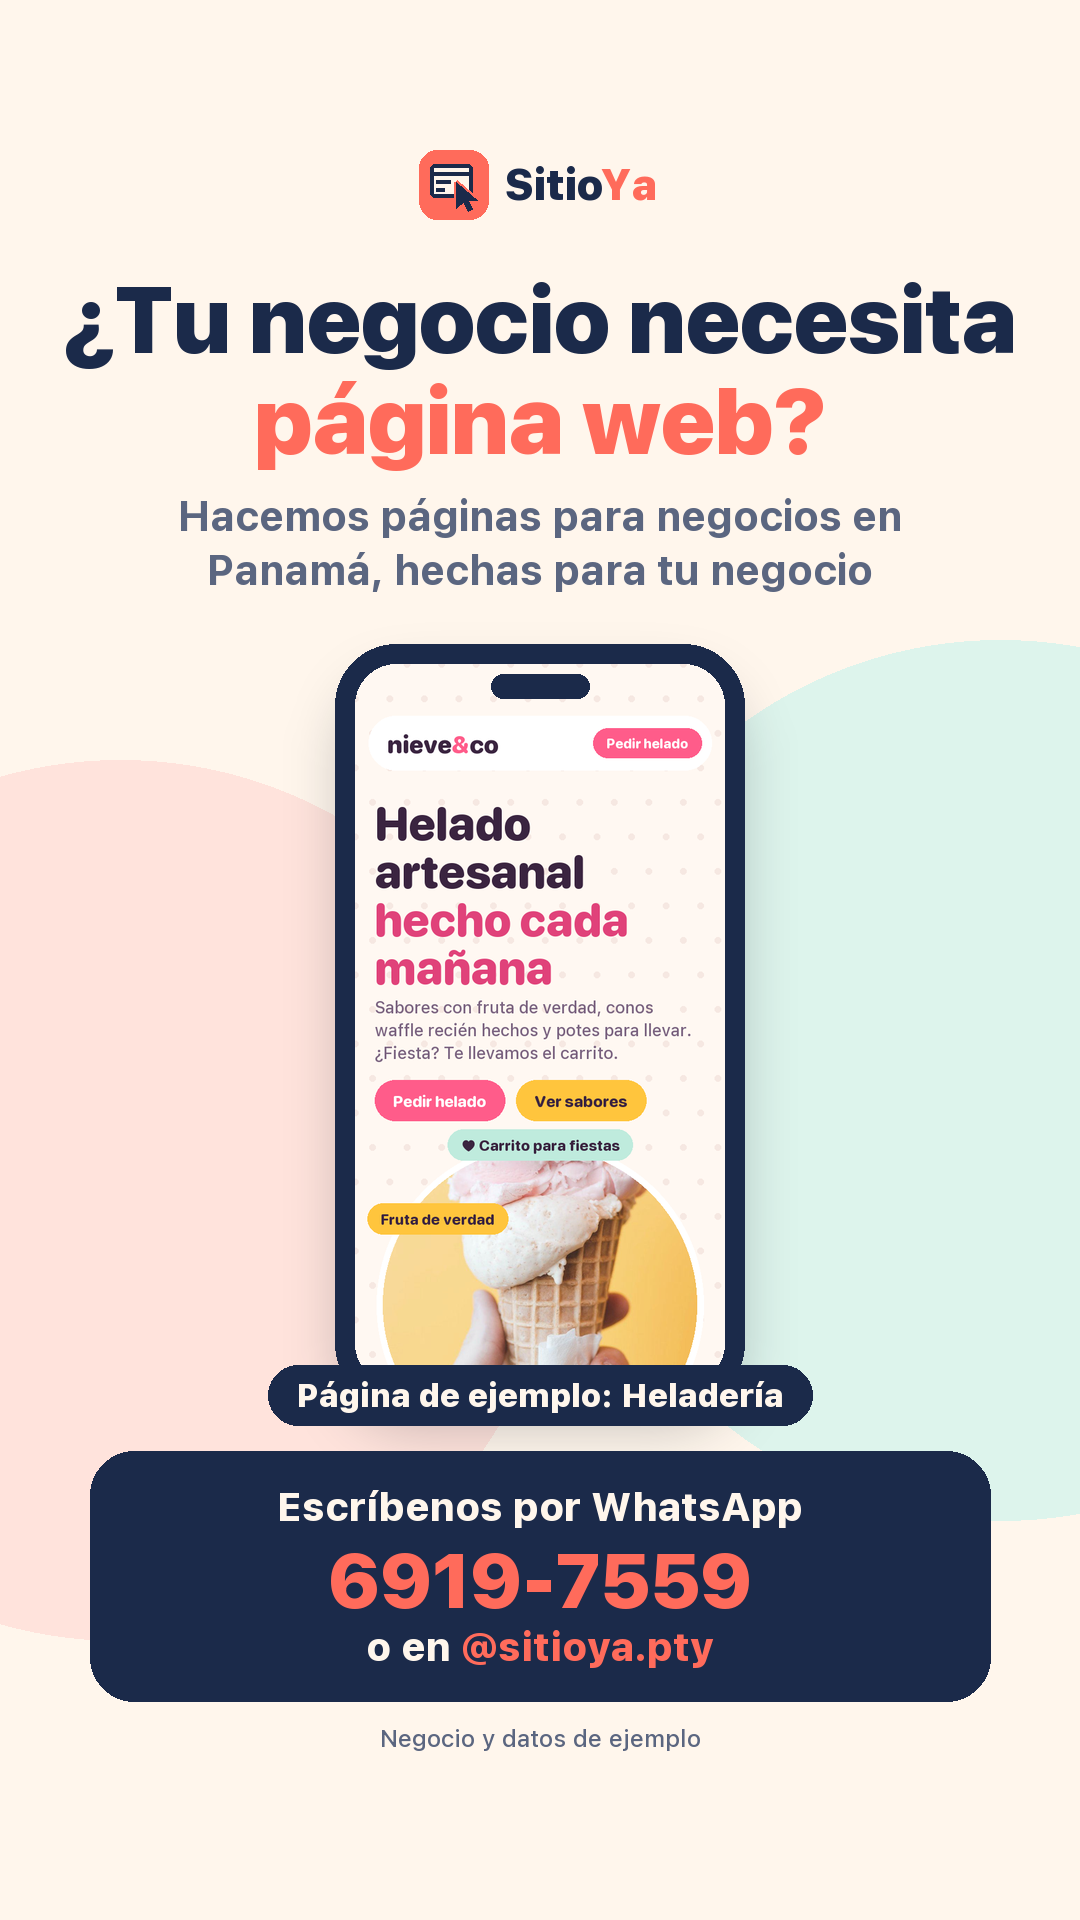 SitioYa
¿Tu negocio necesita
página web?
Hacemos páginas para negocios en
Panamá, hechas para tu negocio
nieve&co
Pedir helado
Helado
artesanal
hecho cada
mañana
Sabores con fruta de verdad, conos
waffle recién hechos y potes para llevar.
¿Fiesta? Te llevamos el carrito.
Pedir helado
Ver sabores
Carrito para fiestas
Fruta de verdad
Página de ejemplo: Heladería
Escríbenos por WhatsApp
6919-7559
o en @sitioya.pty
Negocio y datos de ejemplo